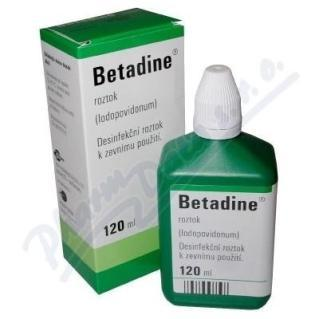 Betadine®
roztok
(Iodopovidonum)
Desinfekční roztok
k zevnímu použití.
120 ml
Betadine®
roztok
(Iodopovidonum)
Desinfekční roztok
k zevnímu použití.
120 ml